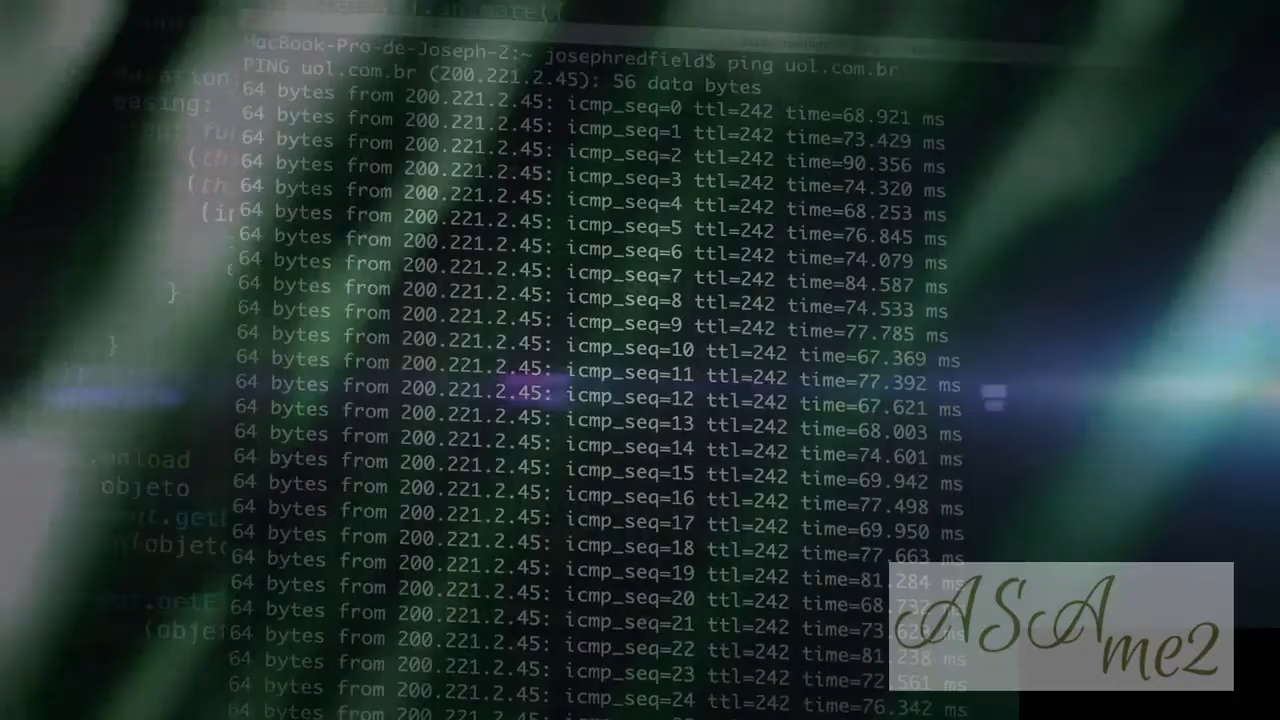 MacBook-Pro-de-Joseph-2:~ josephredfield$ ping uol.com.br
PING uol.com.br (200.221.2.45): 56 data bytes
64 bytes from 200.221.2.45: icmp_seq=0 ttl=242 time=68.921 ms
64 bytes from 200.221.2.45: icmp_seq=1 ttl=242 time=73.429 ms
64 bytes from 200.221.2.45: icmp_seq=2 ttl=242 time=90.356 ms
64 bytes from 200.221.2.45: icmp_seq=3 ttl=242 time=74.320 ms
64 bytes from 200.221.2.45: icmp_seq=4 ttl=242 time=68.253 ms
64 bytes from 200.221.2.45: icmp_seq=5 ttl=242 time=76.845 ms
64 bytes from 200.221.2.45: icmp_seq=6 ttl=242 time=74.079 ms
64 bytes from 200.221.2.45: icmp_seq=7 ttl=242 time=84.587 ms
64 bytes from 200.221.2.45: icmp_seq=8 ttl=242 time=74.533 ms
64 bytes from 200.221.2.45: icmp_seq=9 ttl=242 time=77.785 ms
64 bytes from 200.221.2.45: icmp_seq=10 ttl=242 time=67.369 ms
64 bytes from 200.221.2.45: icmp_seq=11 ttl=242 time=77.392 ms
64 bytes from 200.221.2.45: icmp_seq=12 ttl=242 time=67.621 ms
64 bytes from 200.221.2.45: icmp_seq=13 ttl=242 time=68.003 ms
64 bytes from 200.221.2.45: icmp_seq=14 ttl=242 time=74.601 ms
64 bytes from 200.221.2.45: icmp_seq=15 ttl=242 time=69.942 ms
64 bytes from 200.221.2.45: icmp_seq=16 ttl=242 time=77.498 ms
64 bytes from 200.221.2.45: icmp_seq=17 ttl=242 time=69.950 ms
64 bytes from 200.221.2.45: icmp_seq=18 ttl=242 time=77.663 ms
64 bytes from 200.221.2.45: icmp_seq=19 ttl=242 time=81.284 ms
64 bytes from 200.221.2.45: icmp_seq=20 ttl=242 time=68.732 ms
64 bytes from 200.221.2.45: icmp_seq=21 ttl=242
64 bytes from 200.221.2.45: icmp_seq=22 ttl=242 time=81.238 ms
64 bytes from 200.221.2.45: icmp_seq=23 ttl=242 time=72.561 ms
64 bytes from 200.221.2.45: icmp_seq=24 ttl=242 time=76.342 ms
easing:
}
}
objeto
ASA
me2